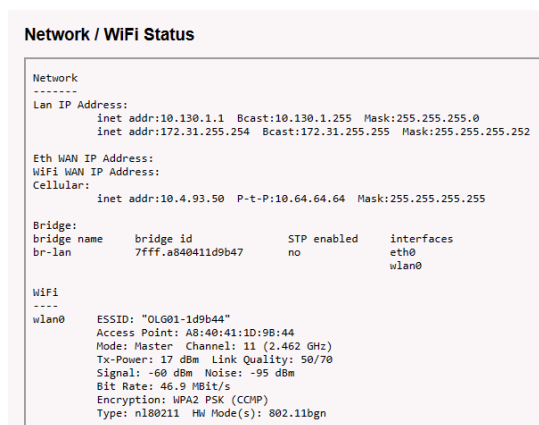 Network / WiFi Status
Network
-------
Lan IP Address:
inet addr:10.130.1.1  Bcast:10.130.1.255  Mask:255.255.255.0
inet addr:172.31.255.254  Bcast:172.31.255.255  Mask:255.255.255.252
Eth WAN IP Address:
WiFi WAN IP Address:
Cellular:
inet addr:10.4.93.50  P-t-P:10.64.64.64  Mask:255.255.255.255
Bridge:
bridge name     bridge id               STP enabled     interfaces
br-lan          7fff.a840411d9b47       no              eth0
wlan0
WiFi
----
wlan0     ESSID: "OLG01-1d9b44"
Access Point: A8:40:41:1D:9B:44
Mode: Master  Channel: 11 (2.462 GHz)
Tx-Power: 17 dBm  Link Quality: 50/70
Signal: -60 dBm  Noise: -95 dBm
Bit Rate: 46.9 MBit/s
Encryption: WPA2 PSK (CCMP)
Type: nl80211  HW Mode(s): 802.11bgn